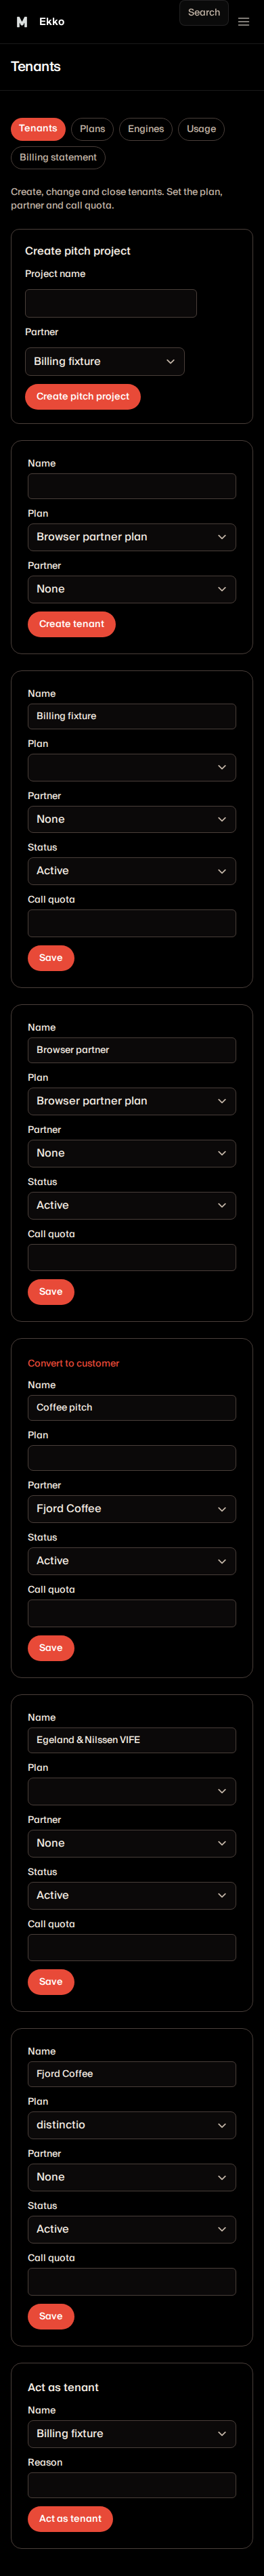 Ekko
Search
Tenants
Tenants
Plans
Engines
Usage
Billing statement
Create, change and close tenants. Set the plan,
partner and call quota.
Create pitch project
Project name
Partner
Billing fixture
Create pitch project
Name
Plan
Browser partner plan
Partner
None
Create tenant
Name
Billing fixture
Plan
Partner
None
Status
Active
Call quota
Save
Name
Browser partner
Plan
Browser partner plan
Partner
None
Status
Active
Call quota
Save
Convert to customer
Name
Coffee pitch
Plan
Partner
Fjord Coffee
Status
Active
Call quota
Save
Name
Egeland & Nilssen VIFE
Plan
Partner
None
Status
Active
Call quota
Save
Name
Fjord Coffee
Plan
distinctio
Partner
None
Status
Active
Call quota
Save
Act as tenant
Name
Billing fixture
Reason
Act as tenant